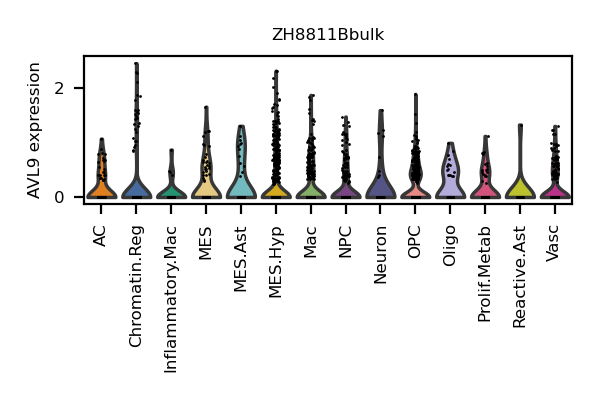 ZH8811Bbulk
AVL9 expression
2
0
AC
Chromatin.Reg
Inflammatory.Mac
MES
MES.Ast
MES.Hyp
Mac
NPC
Neuron
OPC
Oligo
Prolif.Metab
Reactive.Ast
Vasc